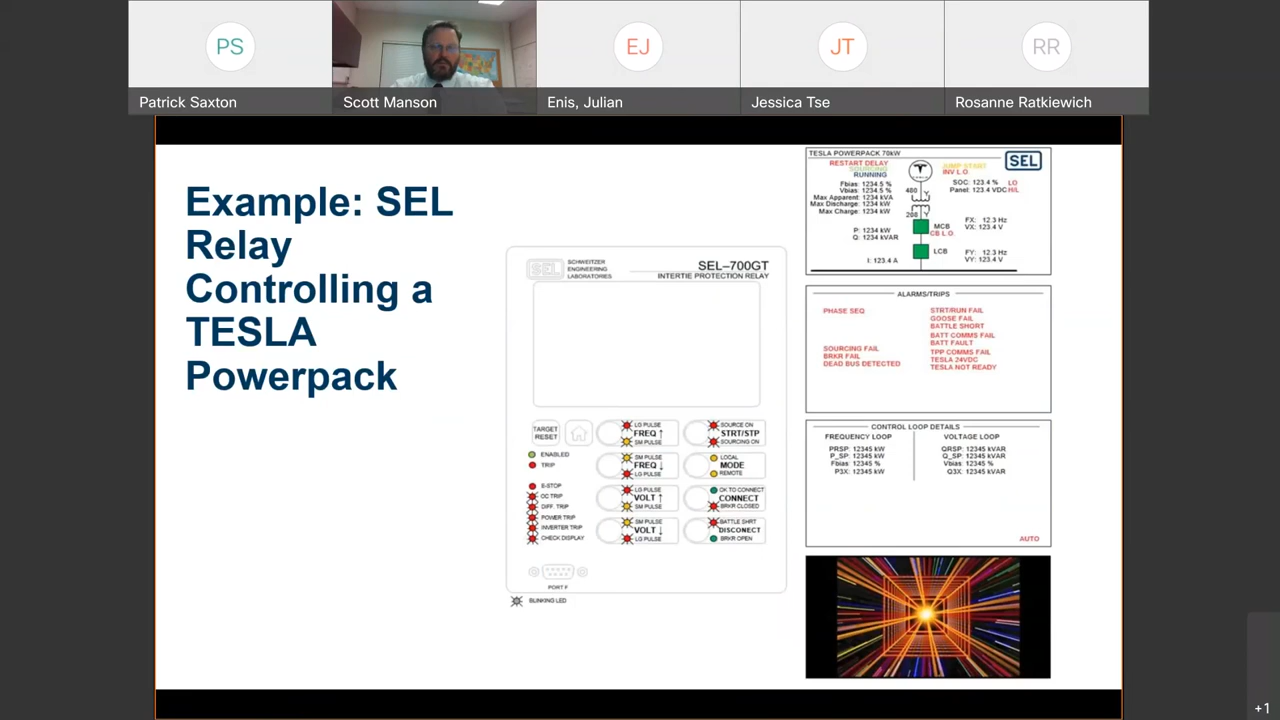 PS
EJ
JT
RR
Patrick Saxton
Scott Manson
Enis, Julian
Jessica Tse
Rosanne Ratkiewich
Example: SEL
Relay
Controlling a
TESLA
Powerpack
SEL
SCHWEITZER
ENGINEERING
LABORATORIES
SEL–700GT
INTERTIE PROTECTION RELAY
TARGET
RESET
ENABLED
TRIP
E-STOP
OC TRIP
DIFF. TRIP
POWER TRIP
INVERTER TRIP
CHECK DISPLAY
LG PULSE
FREQ ↑
SM PULSE
SM PULSE
FREQ ↓
LG PULSE
LG PULSE
VOLT ↑
SM PULSE
SM PULSE
VOLT ↓
LG PULSE
SOURCE ON
STRT/STP
SOURCING ON
LOCAL
MODE
REMOTE
OK TO CONNECT
CONNECT
BRKR CLOSED
BATTLE SHRT
DISCONECT
BRKR OPEN
PORT F
BLINKING LED
TESLA POWERPACK 70kW
RESTART DELAY
SOURCING
RUNNING
Fbias: 1234.5 %
Vbias: 1234.5 %
Max Apparent: 1234 kVA
Max Discharge: 1234 kW
Max Charge: 1234 kW
P: 1234 kW
Q: 1234 kVAR
I: 123.4 A
480
208
JUMP START
INV L.O.
SEL
SOC: 123.4 % LO
Panel: 123.4 VDC H/L
MCB
CB L.O.
LCB
FX: 12.3 Hz
VX: 123.4 V
FY: 12.3 Hz
VY: 123.4 V
ALARMS/TRIPS
PHASE SEQ
SOURCING FAIL
BRKR FAIL
DEAD BUS DETECTED
STRT/RUN FAIL
GOOSE FAIL
BATTLE SHORT
BATT COMMS FAIL
BATT FAULT
TPP COMMS FAIL
TESLA 24VDC
TESLA NOT READY
CONTROL LOOP DETAILS
FREQUENCY LOOP
PRSP: 12345 kW
P_SP: 12345 kW
Fbias: 12345 %
P3X: 12345 kW
VOLTAGE LOOP
QRSP: 12345 kVAR
Q_SP: 12345 kVAR
Vbias: 12345 %
Q3X: 12345 kVAR
AUTO
+1